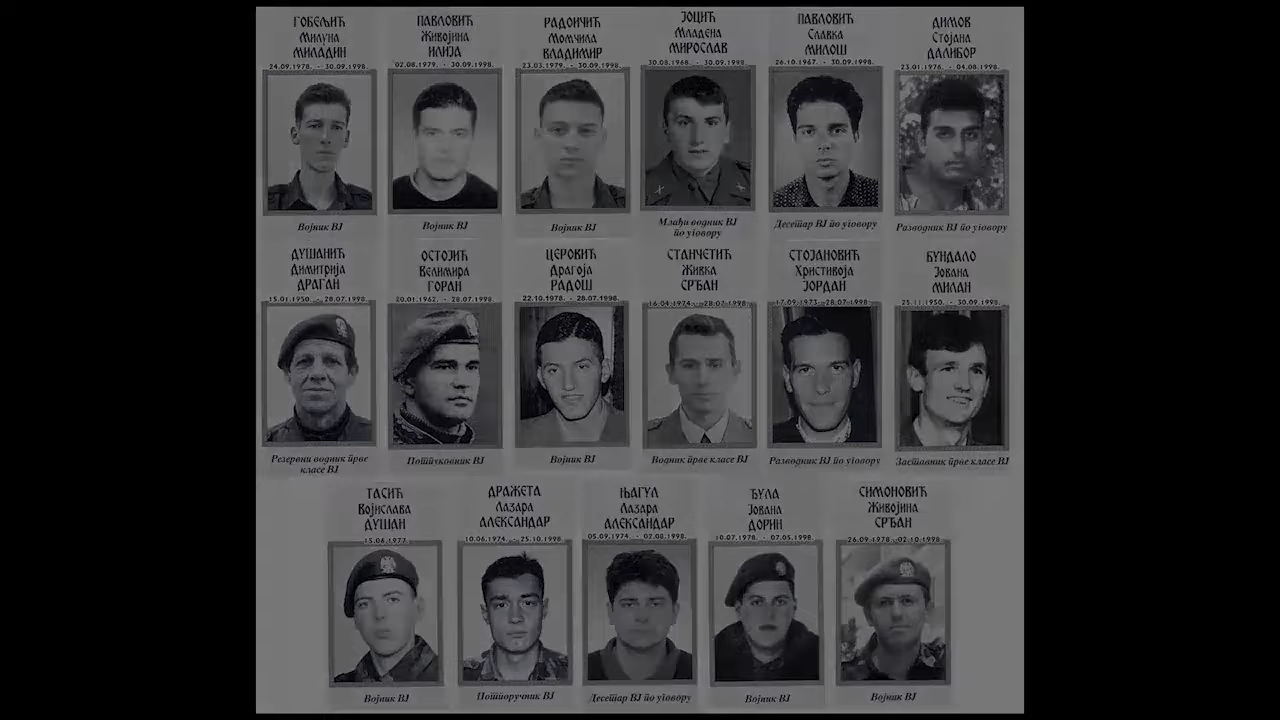 ГОБЕЉИЋ
Милуна
МИЛАДИН
24.09.1978. - 30.09.1998.
Војник ВЈ
ПАВЛОВИЋ
Живојина
ИЛИЈА
02.08.1979. - 30.09.1998.
Војник ВЈ
РАДОИЧИЋ
Момчила
ВЛАДИМИР
23.03.1979. - 30.09.1998.
Војник ВЈ
ЈОЦИЋ
Младена
МИРОСЛАВ
30.08.1968. - 30.09.1998.
Млађи водник ВЈ
по уговору
ПАВЛОВИЋ
Славка
МИЛОШ
26.10.1967. - 30.09.1998.
Десетар ВЈ по уговору
ДИМОВ
Стојана
ДАЛИБОР
23.01.1976. - 04.08.1998.
Разводник ВЈ по уговору
ДУШАНИЋ
Димитрија
ДРАГАН
15.01.1950. - 28.07.1998.
Резервни водник прве
класе ВЈ
ОСТОЈИЋ
Велимира
ГОРАН
20.01.1962. - 28.07.1998.
Потпуковник ВЈ
ЦЕРОВИЋ
Драгоја
РАДОШ
22.10.1978. - 28.07.1998.
Војник ВЈ
СТАНЧЕТИЋ
Живка
СРЂАН
16.04.1974. - 28.07.1998.
Водник прве класе ВЈ
СТОЈАНОВИЋ
Христивоја
ЈОРДАН
17.09.1973. - 28.07.1998.
Разводник ВЈ по уговору
БУНДАЛО
Јована
МИЛАН
25.11.1950. - 30.09.1998.
Заставник прве класе ВЈ
ТАСИЋ
Војислава
ДУШАН
15.06.1977.
Војник ВЈ
ДРАЖЕТА
Лазара
АЛЕКСАНДАР
10.06.1974. - 25.10.1998.
Потпоручник ВЈ
ЊАГУЛ
Лазара
АЛЕКСАНДАР
05.09.1974. - 02.08.1998.
Десетар ВЈ по уговору
ЂУЛА
Јована
ДОРИН
10.07.1978. - 07.05.1998.
Војник ВЈ
СИМОНОВИЋ
Живојина
СРЂАН
26.09.1978. - 02.10.1998.
Војник ВЈ